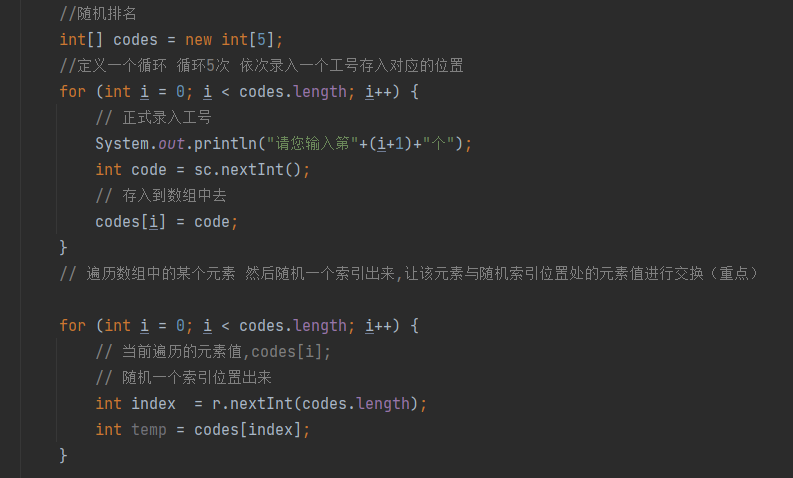 //随机排名
int[] codes = new int[5];
//定义一个循环 循环5次 依次录入一个工号存入对应的位置
for (int i = 0; i < codes.length; i++) {
// 正式录入工号
System.out.println("请您输入第"+(i+1)+"个");
int code = sc.nextInt();
// 存入到数组中去
codes[i] = code;
}
// 遍历数组中的某个元素 然后随机一个索引出来,让该元素与随机索引位置处的元素值进行交换（重点）
for (int i = 0; i < codes.length; i++) {
// 当前遍历的元素值,codes[i];
// 随机一个索引位置出来
int index  = r.nextInt(codes.length);
int temp = codes[index];
}